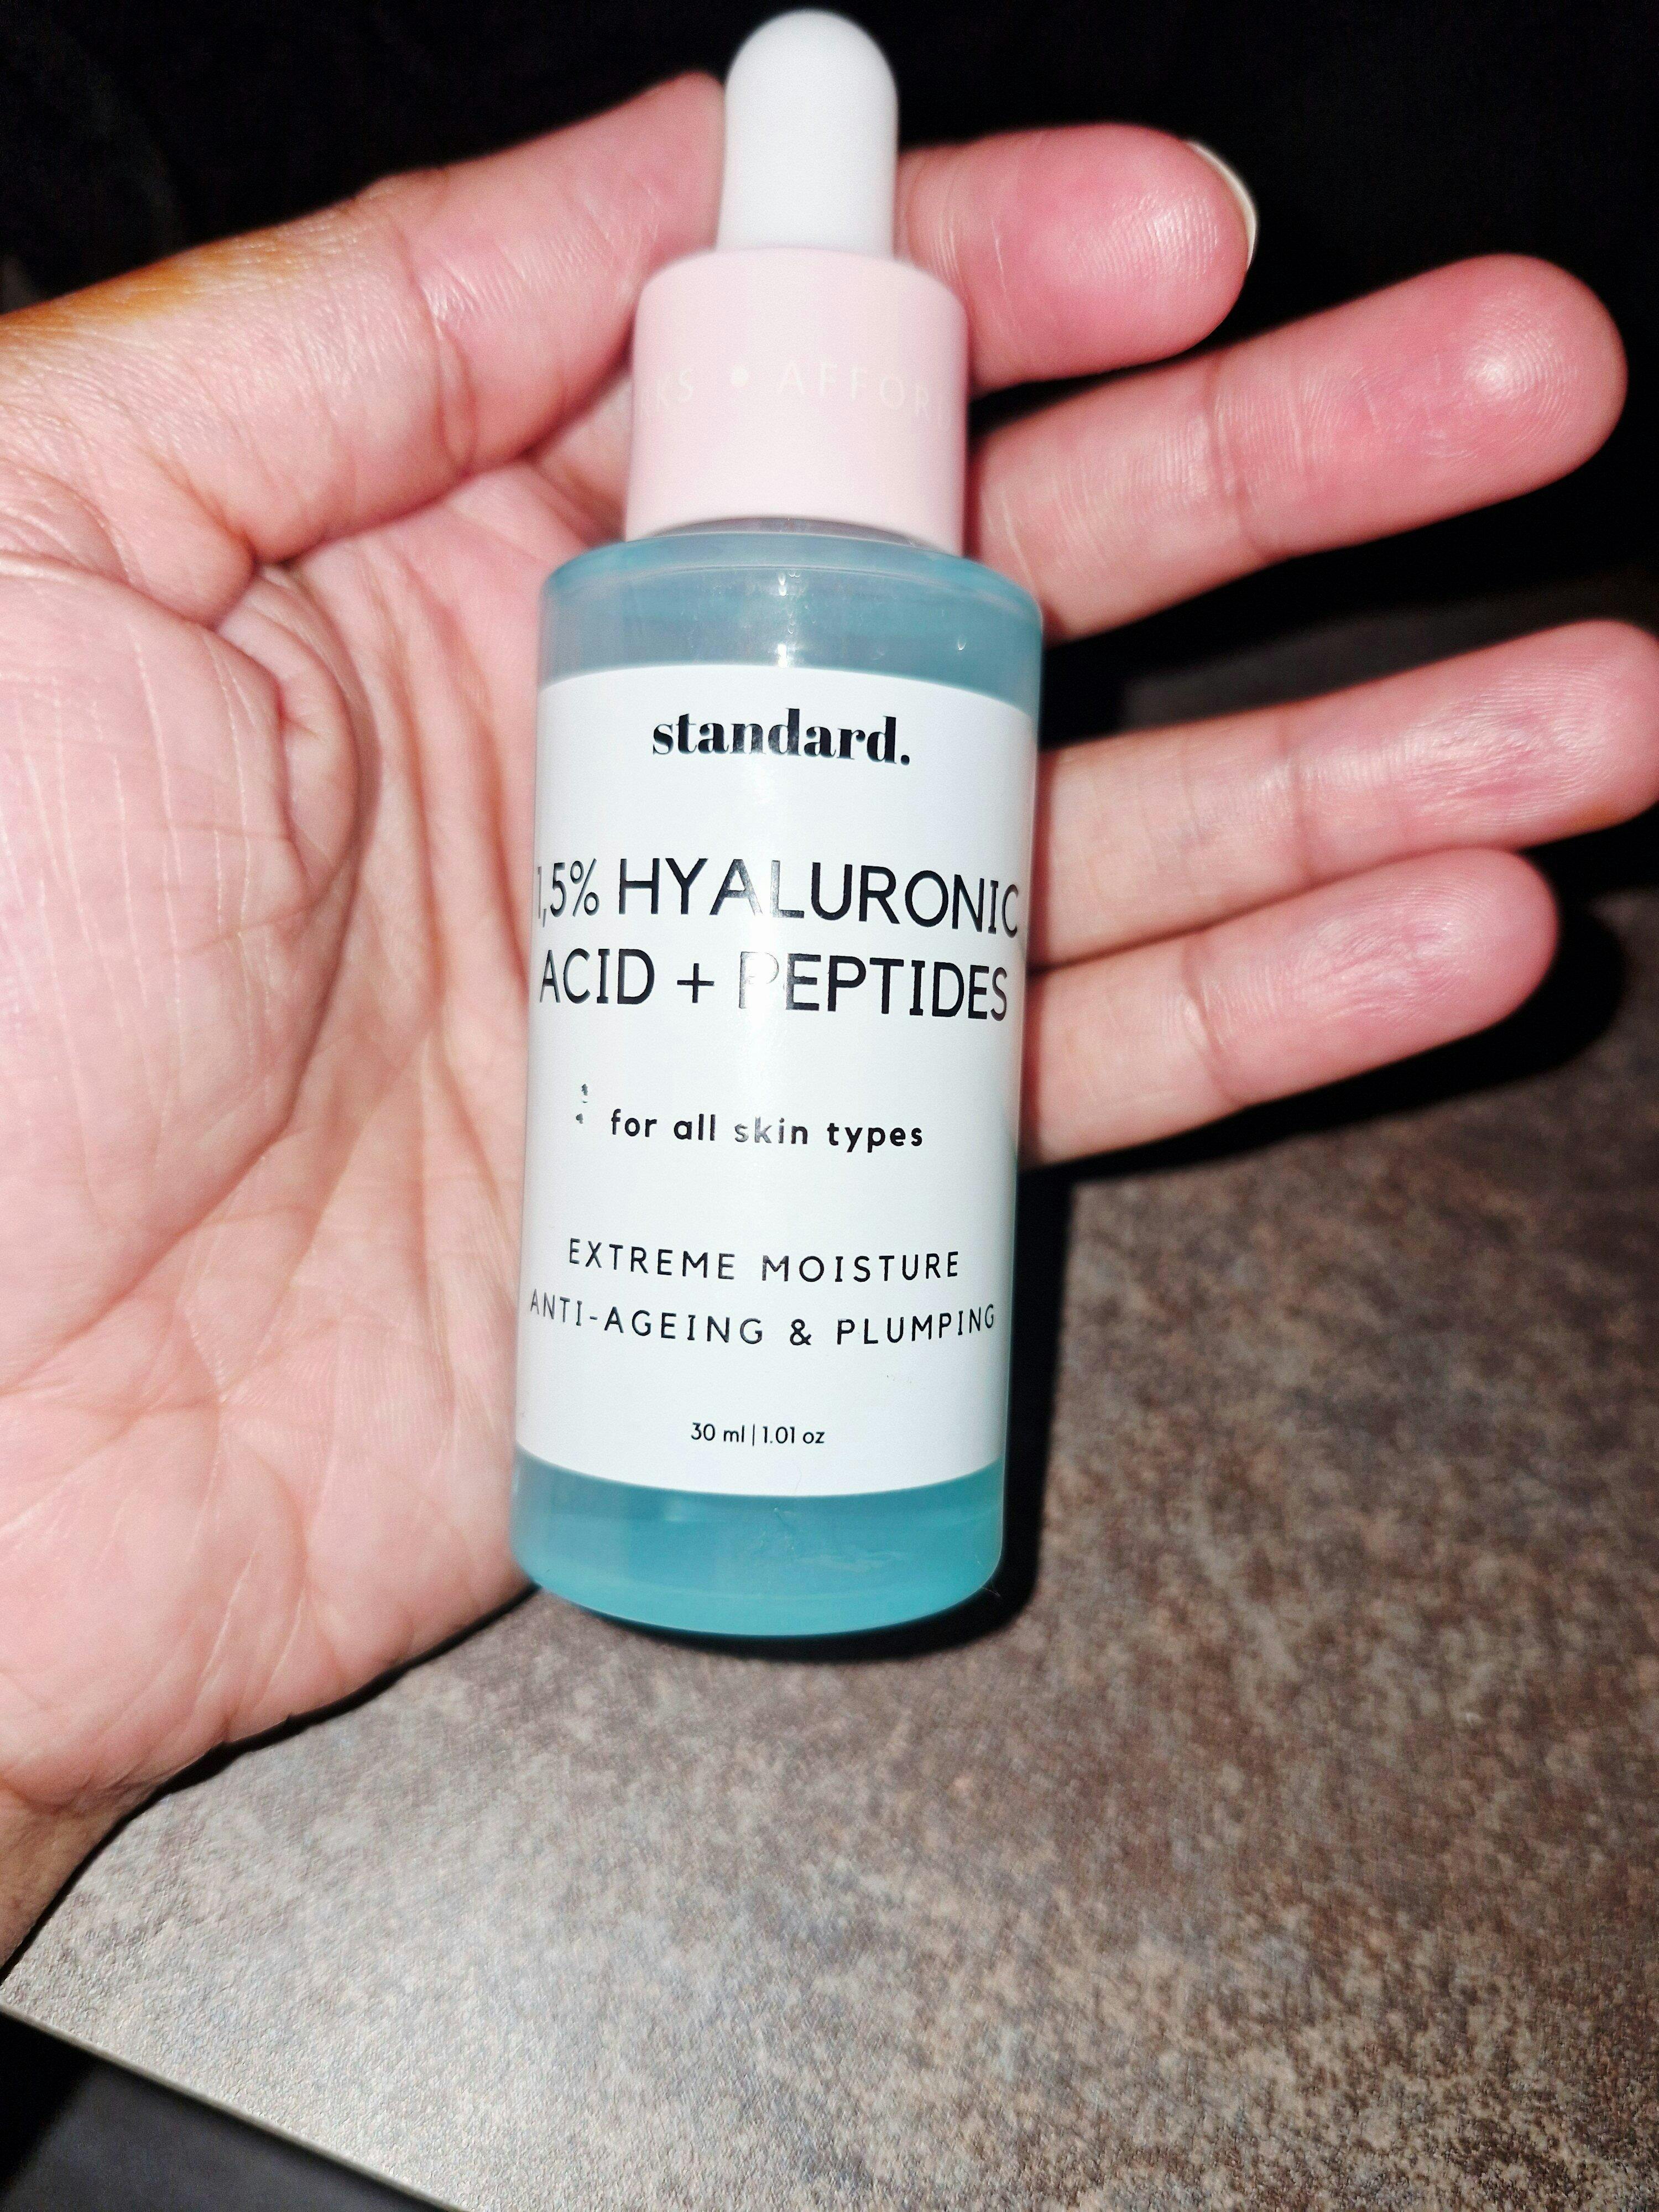 • AFFOR
standard.
1,5% HYALURONIC
ACID + PEPTIDES
for all skin types
EXTREME MOISTURE
ANTI-AGEING & PLUMPING
30 ml | 1.01 oz